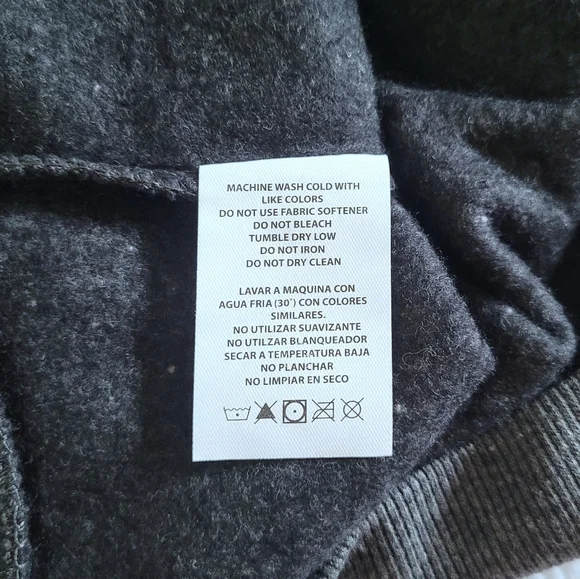 MACHINE WASH COLD WITH
LIKE COLORS
DO NOT USE FABRIC SOFTENER
DO NOT BLEACH
TUMBLE DRY LOW
DO NOT IRON
DO NOT DRY CLEAN
LAVAR A MAQUINA CON
AGUA FRIA (30°) CON COLORES
SIMILARES.
NO UTILIZAR SUAVIZANTE
NO UTILZAR BLANQUEADOR
SECAR A TEMPERATURA BAJA
NO PLANCHAR
NO LIMPIAR EN SECO